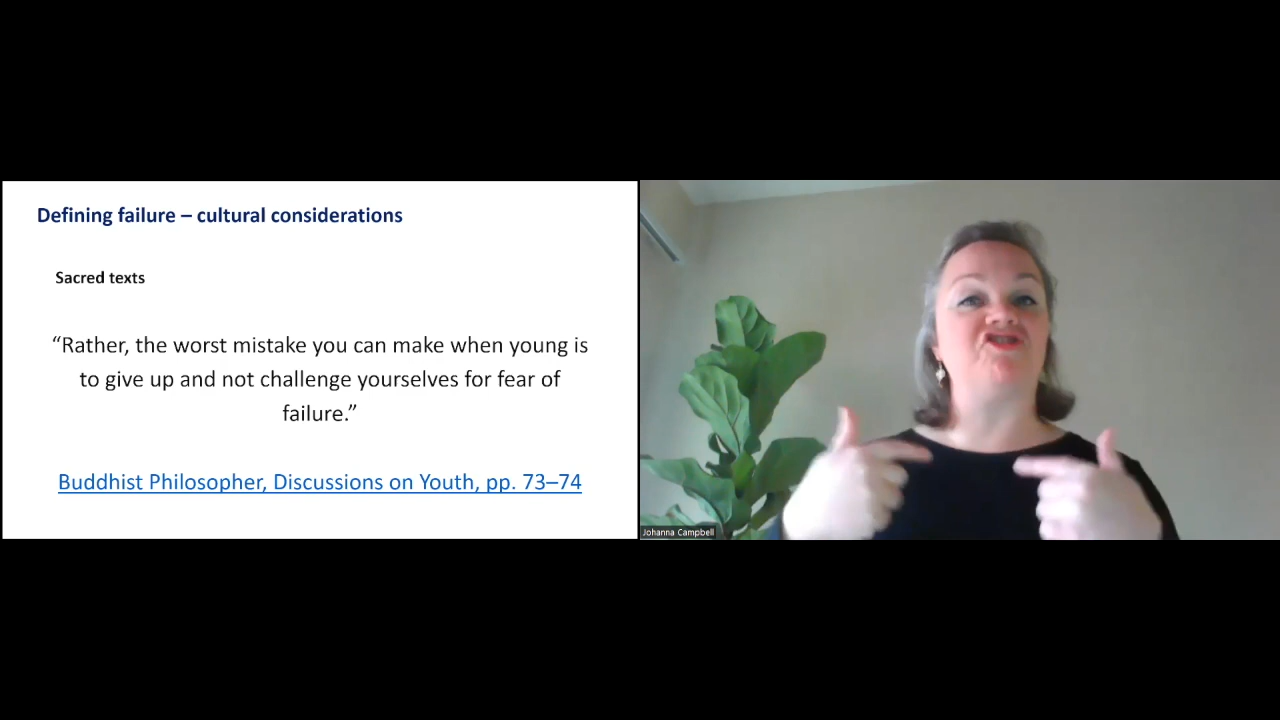 Defining failure – cultural considerations
Sacred texts
“Rather, the worst mistake you can make when young is
to give up and not challenge yourselves for fear of
failure.”
Buddhist Philosopher, Discussions on Youth, pp. 73–74
Johanna Campbell